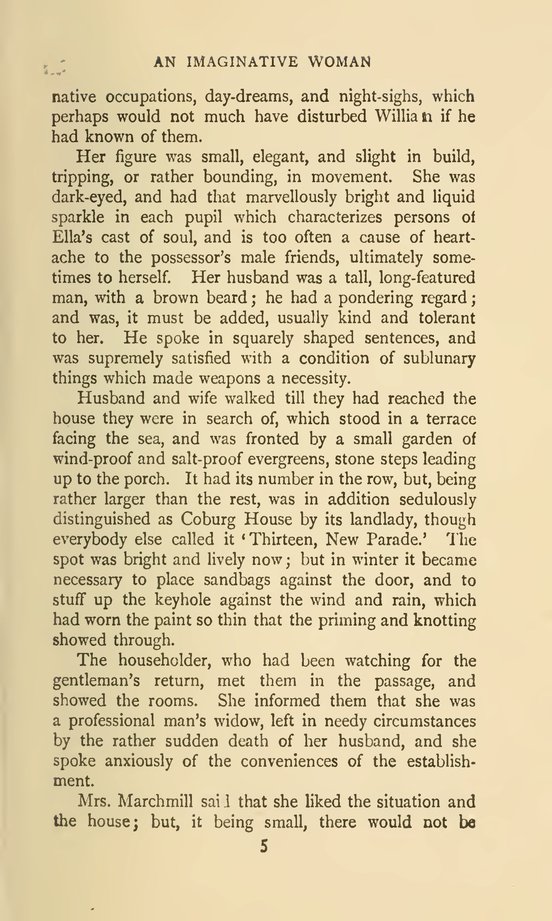 AN IMAGINATIVE WOMAN
native occupations, day-dreams, and night-sighs, which
perhaps would not much have disturbed William if he
had known of them.
Her figure was small, elegant, and slight in build,
tripping, or rather bounding, in movement. She was
dark-eyed, and had that marvellously bright and liquid
sparkle in each pupil which characterizes persons of
Ella's cast of soul, and is too often a cause of heart-
ache to the possessor's male friends, ultimately some-
times to herself. Her husband was a tall, long-featured
man, with a brown beard; he had a pondering regard;
and was, it must be added, usually kind and tolerant
to her. He spoke in squarely shaped sentences, and
was supremely satisfied with a condition of sublunary
things which made weapons a necessity.
Husband and wife walked till they had reached the
house they were in search of, which stood in a terrace
facing the sea, and was fronted by a small garden of
wind-proof and salt-proof evergreens, stone steps leading
up to the porch. It had its number in the row, but, being
rather larger than the rest, was in addition sedulously
distinguished as Coburg House by its landlady, though
everybody else called it ‘Thirteen, New Parade.’ The
spot was bright and lively now; but in winter it became
necessary to place sandbags against the door, and to
stuff up the keyhole against the wind and rain, which
had worn the paint so thin that the priming and knotting
showed through.
The householder, who had been watching for the
gentleman's return, met them in the passage, and
showed the rooms. She informed them that she was
a professional man's widow, left in needy circumstances
by the rather sudden death of her husband, and she
spoke anxiously of the conveniences of the establish-
ment.
Mrs. Marchmill said that she liked the situation and
the house; but, it being small, there would not be
5